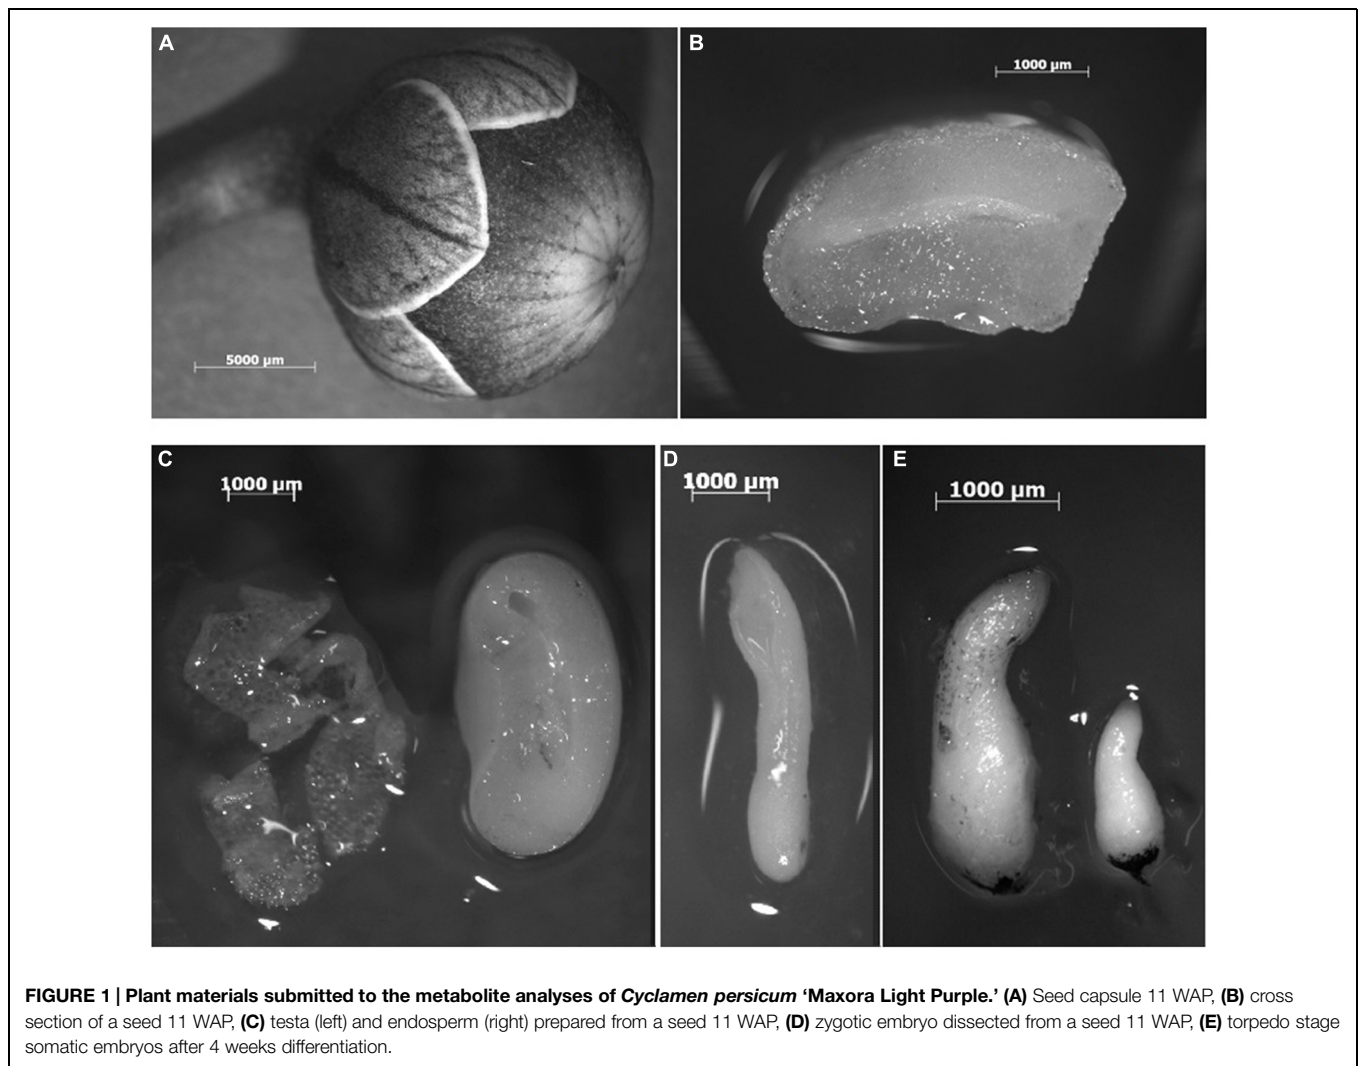 A
B
1000 µm
5000 µm
C
D
E
1000 µm
1000 µm
1000 µm
FIGURE 1 | Plant materials submitted to the metabolite analyses of Cyclamen persicum ‘Maxora Light Purple.’ (A) Seed capsule 11 WAP, (B) cross
section of a seed 11 WAP, (C) testa (left) and endosperm (right) prepared from a seed 11 WAP, (D) zygotic embryo dissected from a seed 11 WAP, (E) torpedo stage
somatic embryos after 4 weeks differentiation.